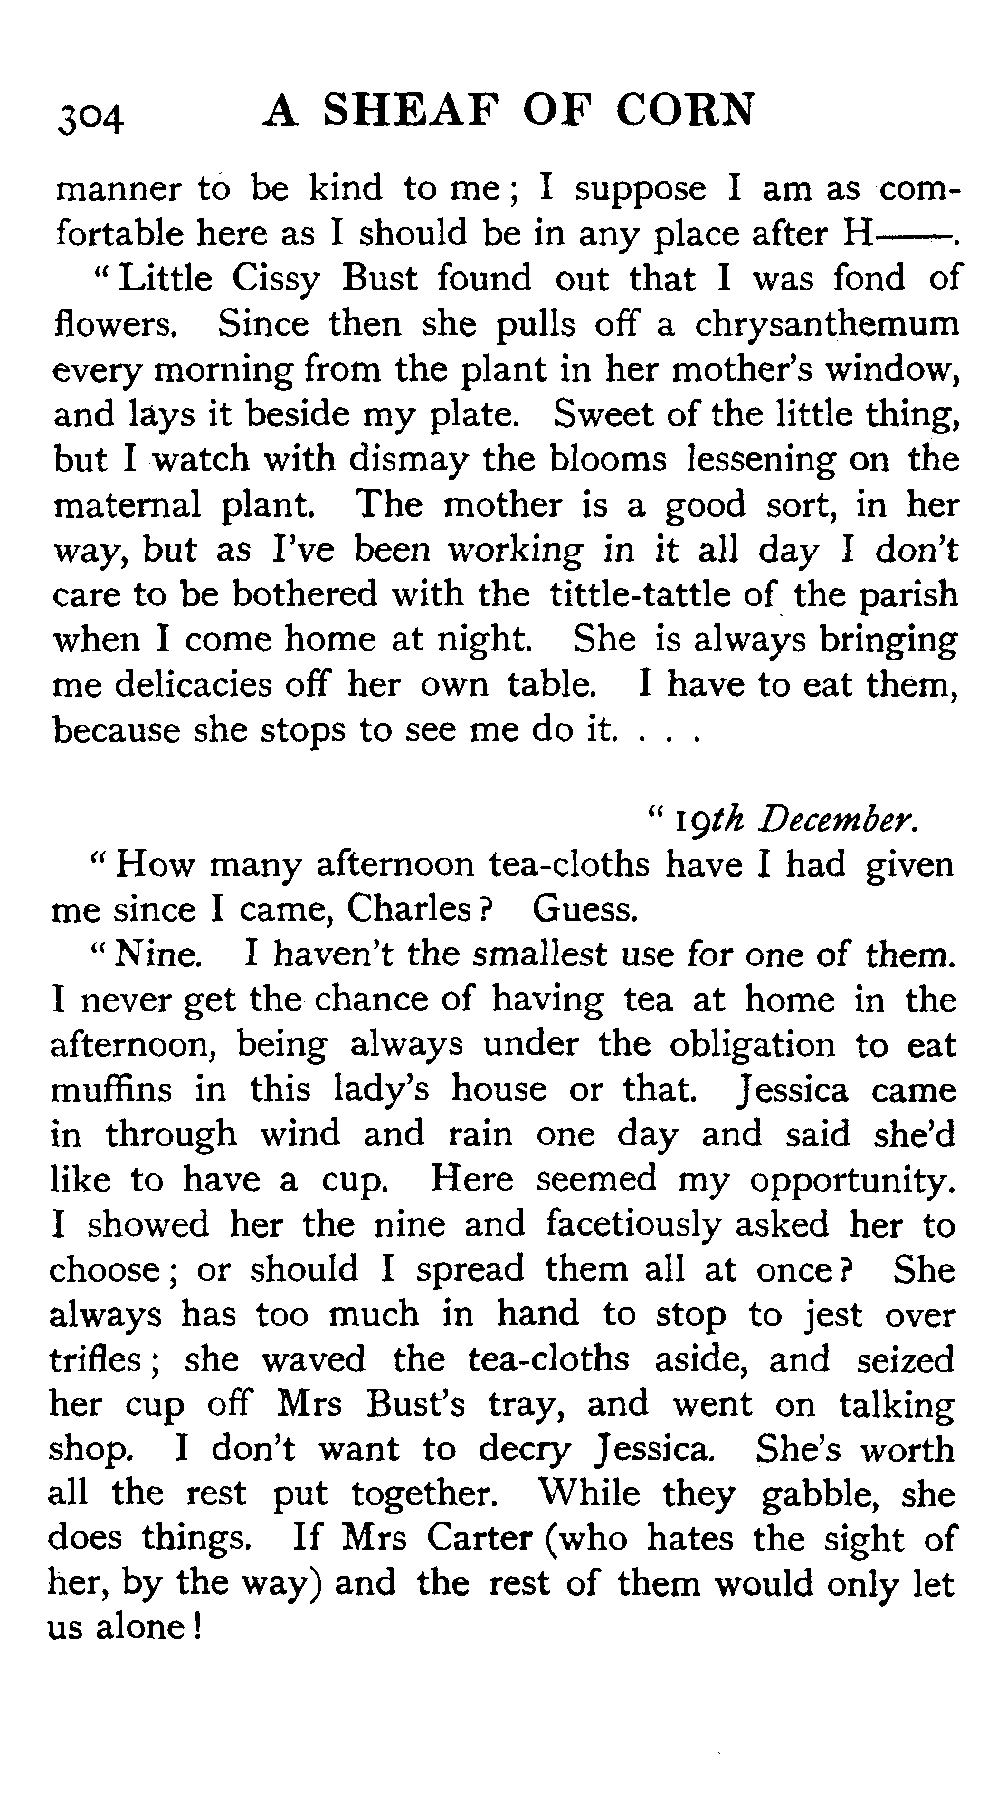 304 A SHEAF OF CORN
manner to be kind to me; I suppose I am as com-
fortable here as I should be in any place after H——.
“Little Cissy Bust found out that I was fond of
flowers. Since then she pulls off a chrysanthemum
every morning from the plant in her mother’s window,
and lays it beside my plate. Sweet of the little thing,
but I watch with dismay the blooms lessening on the
maternal plant. The mother is a good sort, in her
way, but as I’ve been working in it all day I don’t
care to be bothered with the tittle-tattle of the parish
when I come home at night. She is always bringing
me delicacies off her own table. I have to eat them,
because she stops to see me do it. . . .
“19th December.
“How many afternoon tea-cloths have I had given
me since I came, Charles? Guess.
“Nine. I haven’t the smallest use for one of them.
I never get the chance of having tea at home in the
afternoon, being always under the obligation to eat
muffins in this lady’s house or that. Jessica came
in through wind and rain one day and said she’d
like to have a cup. Here seemed my opportunity.
I showed her the nine and facetiously asked her to
choose; or should I spread them all at once? She
always has too much in hand to stop to jest over
trifles; she waved the tea-cloths aside, and seized
her cup off Mrs Bust’s tray, and went on talking
shop. I don’t want to decry Jessica. She’s worth
all the rest put together. While they gabble, she
does things. If Mrs Carter (who hates the sight of
her, by the way) and the rest of them would only let
us alone!